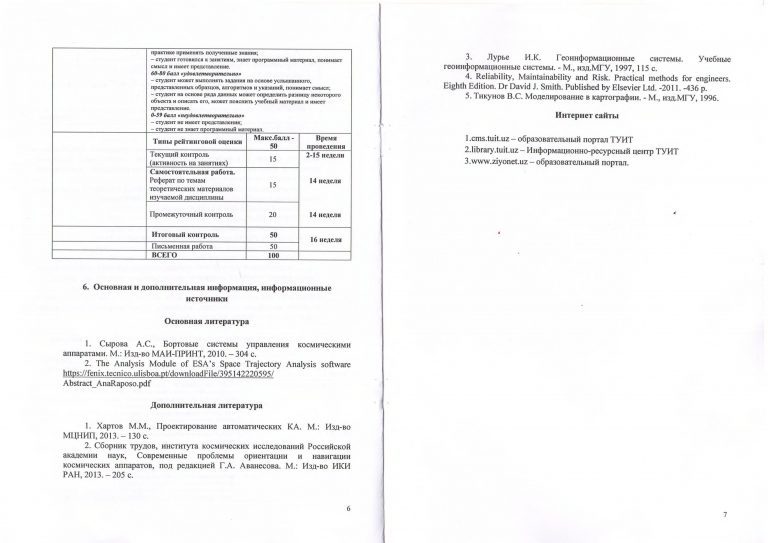 практике применять полученные знания;
– студент готовился к занятиям, знает программный материал, понимает
смысл и имеет представление.
60-80 балл «удовлетворительно»
– студент может выполнять задания на основе услышанного,
представленных образцов, алгоритмов и указаний, понимает смысл;
– студент на основе ряда данных может определить разницу некоторого
объекта и описать его, может пояснить учебный материал и имеет
представление.
0-59 балл «неудовлетворительно»
– студент не имеет представления;
– студент не знает программный материал.
Типы рейтинговой оценки Макс.балл - Время
50 проведения
Текущий контроль 15 2-15 недели
(активность на занятиях)
Самостоятельная работа.
Реферат по темам 15 14 неделя
теоретических материалов
изучаемой дисциплины
Промежуточный контроль 20 14 неделя
Итоговый контроль 50 16 неделя
Письменная работа 50
ВСЕГО 100
6. Основная и дополнительная информация, информационные
источники
Основная литература
1. Сырова А.С., Бортовые системы управления космическими
аппаратами. М.: Изд-во МАИ-ПРИНТ, 2010. – 304 с.
2. The Analysis Module of ESA's Space Trajectory Analysis software
https://fenix.tecnico.ulisboa.pt/downloadFile/395142220595/
Abstract_AnaRaposo.pdf
Дополнительная литература
1. Хартов М.М., Проектирование автоматических КА. М.: Изд-во
МЦНИП, 2013. – 130 с.
2. Сборник трудов, института космических исследований Российской
академии наук, Современные проблемы ориентации и навигации
космических аппаратов, под редакцией Г.А. Аванесова. М.: Изд-во ИКИ
РАН, 2013. – 205 с.
6
3. Лурье И.К. Геоинформационные системы. Учебные
геоинформационные системы. - М., изд.МГУ, 1997, 115 с.
4. Reliability, Maintainability and Risk. Practical methods for engineers.
Eighth Edition. Dr David J. Smith. Published by Elsevier Ltd. -2011. -436 p.
5. Тикунов В.С. Моделирование в картографии. - М., изд.МГУ, 1996.
Интернет сайты
1.cms.tuit.uz – образовательный портал ТУИТ
2.library.tuit.uz – Информационно-ресурсный центр ТУИТ
3.www.ziyonet.uz – образовательный портал.
7